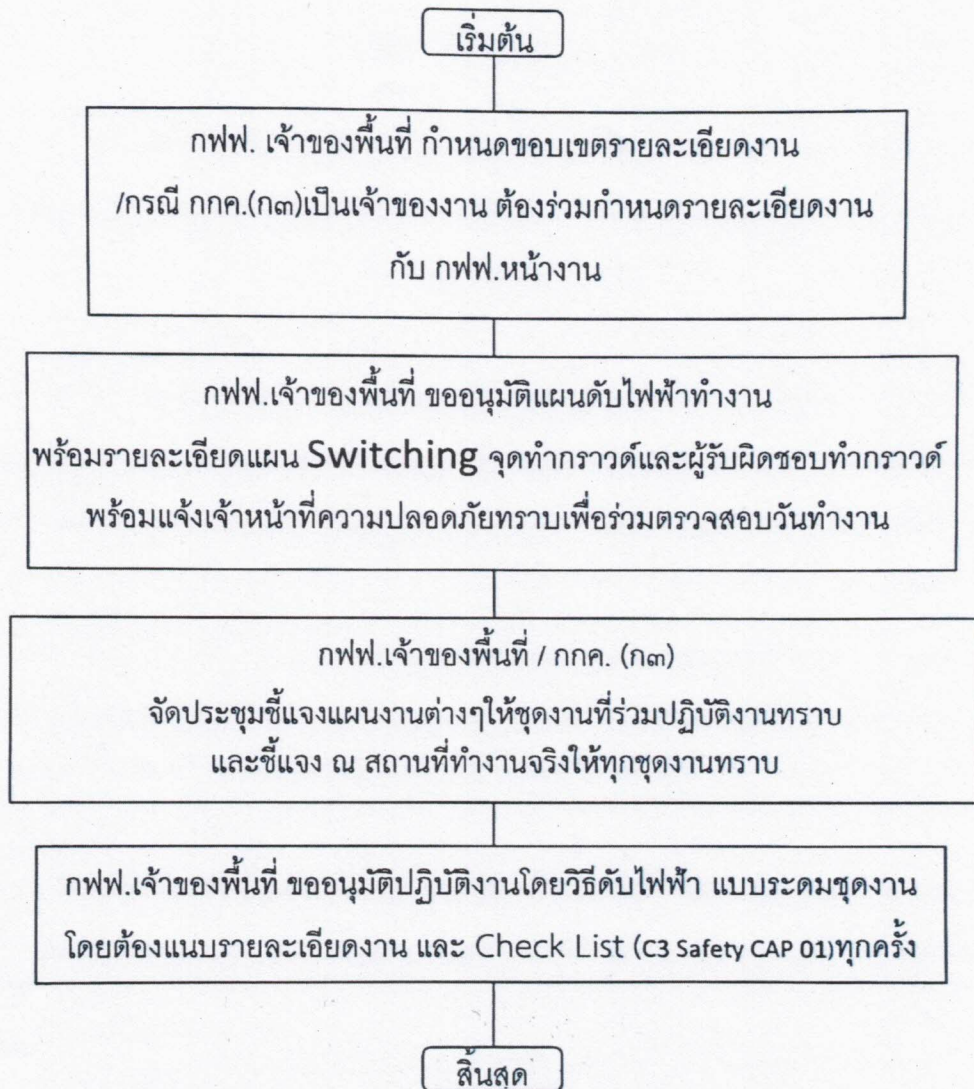 เริ่มต้น
กฟฟ. เจ้าของพื้นที่ กำหนดขอบเขตรายละเอียดงาน
/กรณี กกค.(ก๓)เป็นเจ้าของงาน ต้องร่วมกำหนดรายละเอียดงาน
กับ กฟฟ.หน้างาน
กฟฟ.เจ้าของพื้นที่ ขออนุมัติแผนดับไฟฟ้าทำงาน
พร้อมรายละเอียดแผน Switching จุดทำกราวด์และผู้รับผิดชอบทำกราวด์
พร้อมแจ้งเจ้าหน้าที่ความปลอดภัยทราบเพื่อร่วมตรวจสอบวันทำงาน
กฟฟ.เจ้าของพื้นที่ / กกค. (ก๓)
จัดประชุมชี้แจงแผนงานต่างๆให้ชุดงานที่ร่วมปฏิบัติงานทราบ
และชี้แจง ณ สถานที่ทำงานจริงให้ทุกชุดงานทราบ
กฟฟ.เจ้าของพื้นที่ ขออนุมัติปฏิบัติงานโดยวิธีดับไฟฟ้า แบบระดมชุดงาน
โดยต้องแนบรายละเอียดงาน และ Check List (C3 Safety CAP 01)ทุกครั้ง
สิ้นสุด